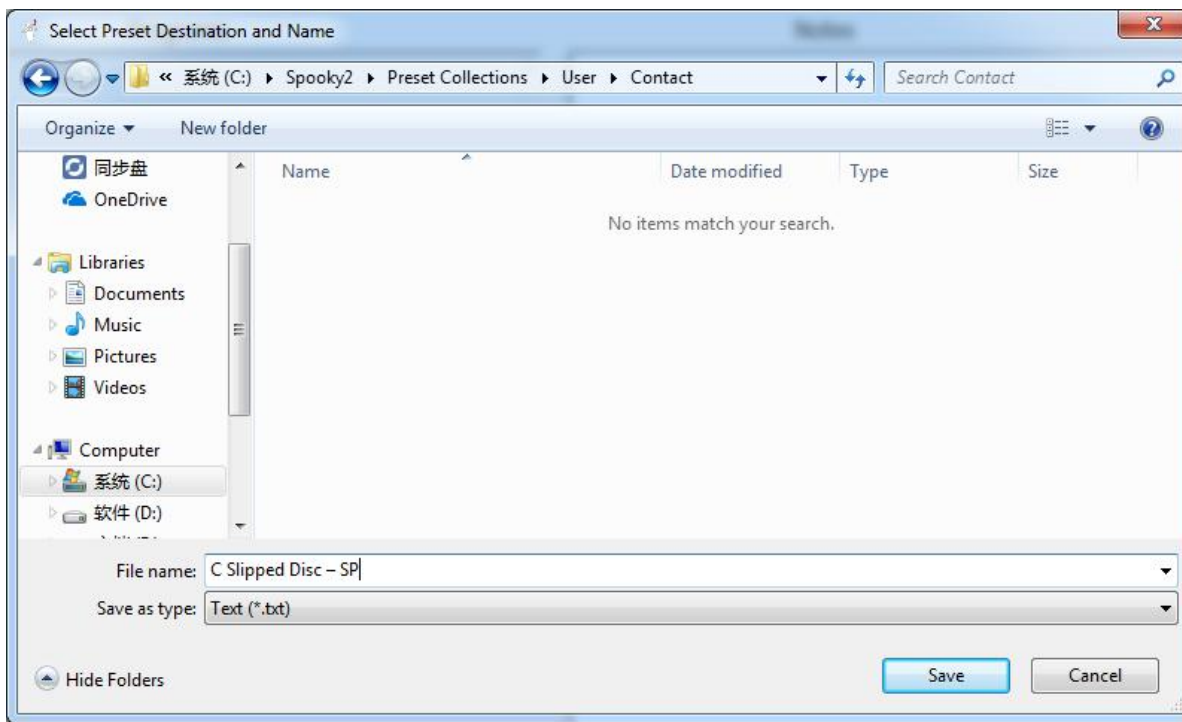 Select Preset Destination and Name
« 系统 (C:) ▸ Spooky2 ▸ Preset Collections ▸ User ▸ Contact
Search Contact
Organize New folder
Name Date modified Type Size
No items match your search.
同步盘
OneDrive
Libraries
Documents
Music
Pictures
Videos
Computer
系统 (C:)
软件 (D:)
File name: C Slipped Disc – SP
Save as type: Text (*.txt)
Hide Folders Save Cancel